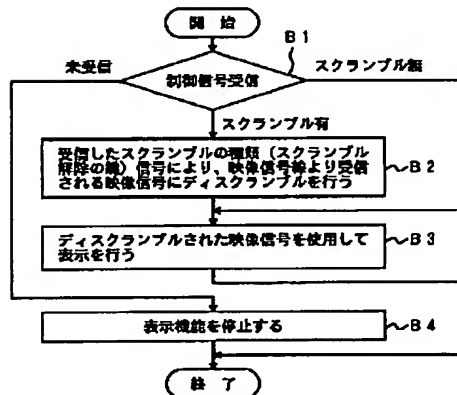 開始
B1
未受信
制御信号受信
スクランブル無
スクランブル有
受信したスクランブルの種類（スクランブル
解除の鍵）信号により、映像信号線より受信
される映像信号にディスクランブルを行う
B2
ディスクランブルされた映像信号を使用して
表示を行う
B3
表示機能を停止する
B4
終了